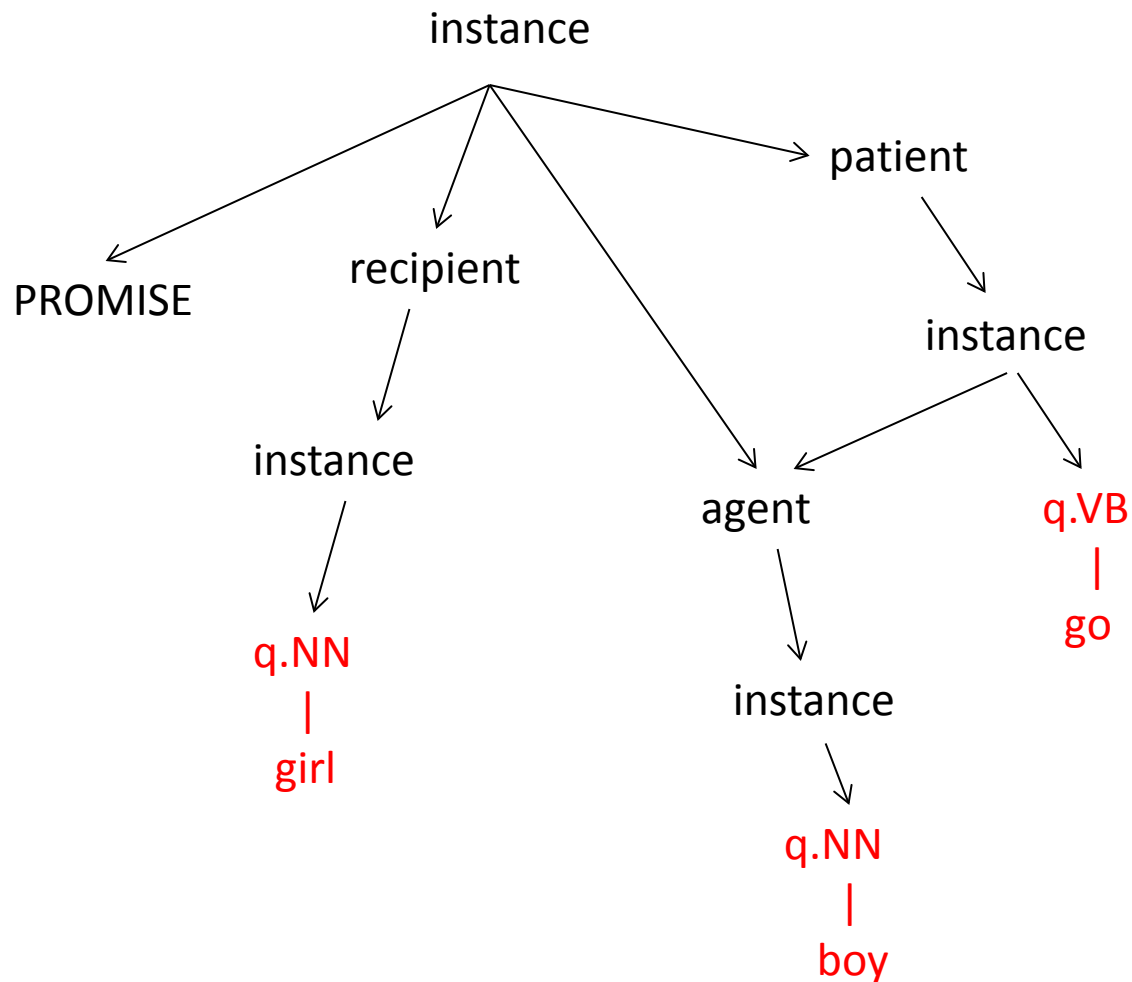 instance
patient
recipient
PROMISE
instance
instance
agent
q.VB
|
go
q.NN
|
girl
instance
q.NN
|
boy